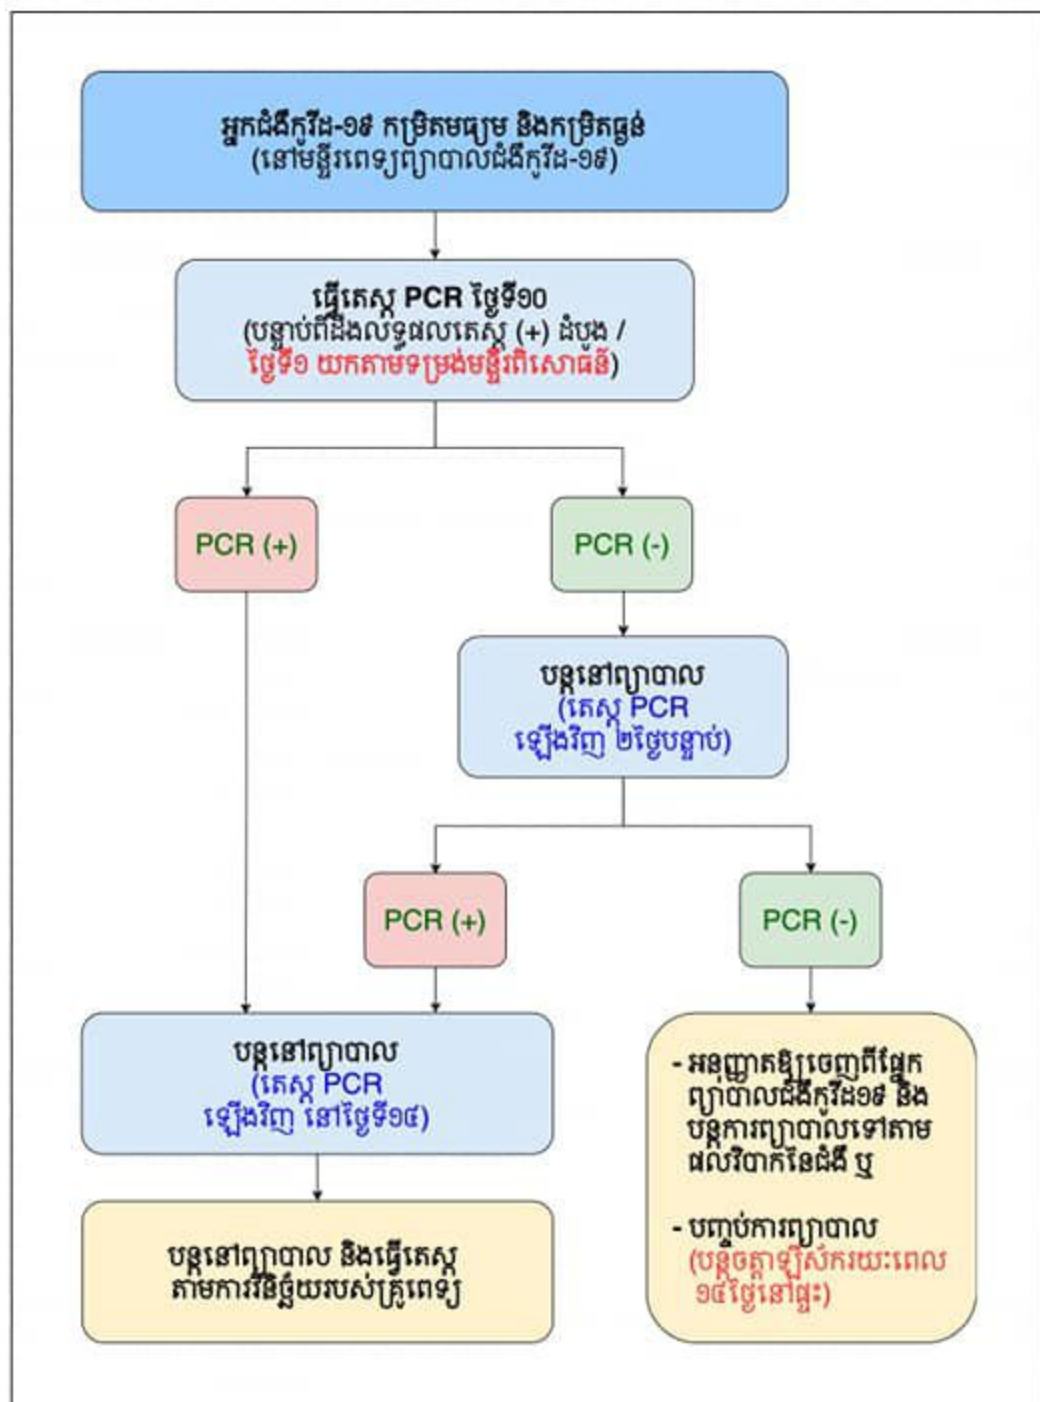 អ្នកជំងឺកូវីដ-១៩ កម្រិតមធ្យម និងកម្រិតធ្ងន់
(នៅមន្ទីរពេទ្យព្យាបាលជំងឺកូវីដ-១៩)
ធ្វើតេស្ត PCR ថ្ងៃទី១០
(បន្ទាប់ពីដឹងលទ្ធផលតេស្ត (+) ដំបូង /
ថ្ងៃទី១ យកតាមទម្រង់មន្ទីរពិសោធន៍)
PCR (+)
PCR (-)
បន្តនៅព្យាបាល
(តេស្ត PCR
ឡើងវិញ ២ថ្ងៃបន្ទាប់)
PCR (+)
PCR (-)
បន្តនៅព្យាបាល
(តេស្ត PCR
ឡើងវិញ នៅថ្ងៃទី១៤)
- អនុញ្ញាតឱ្យចេញពីផ្នែក
ព្យាបាលជំងឺកូវីដ១៩ និង
បន្តការព្យាបាលទៅតាម
ផលវិបាកនៃជំងឺ ឬ
- បញ្ចប់ការព្យាបាល
(បន្តចត្តាឡីស័ករយៈពេល
១៤ថ្ងៃនៅផ្ទះ)
បន្តនៅព្យាបាល និងធ្វើតេស្ត
តាមការវិនិច្ឆ័យរបស់គ្រូពេទ្យ